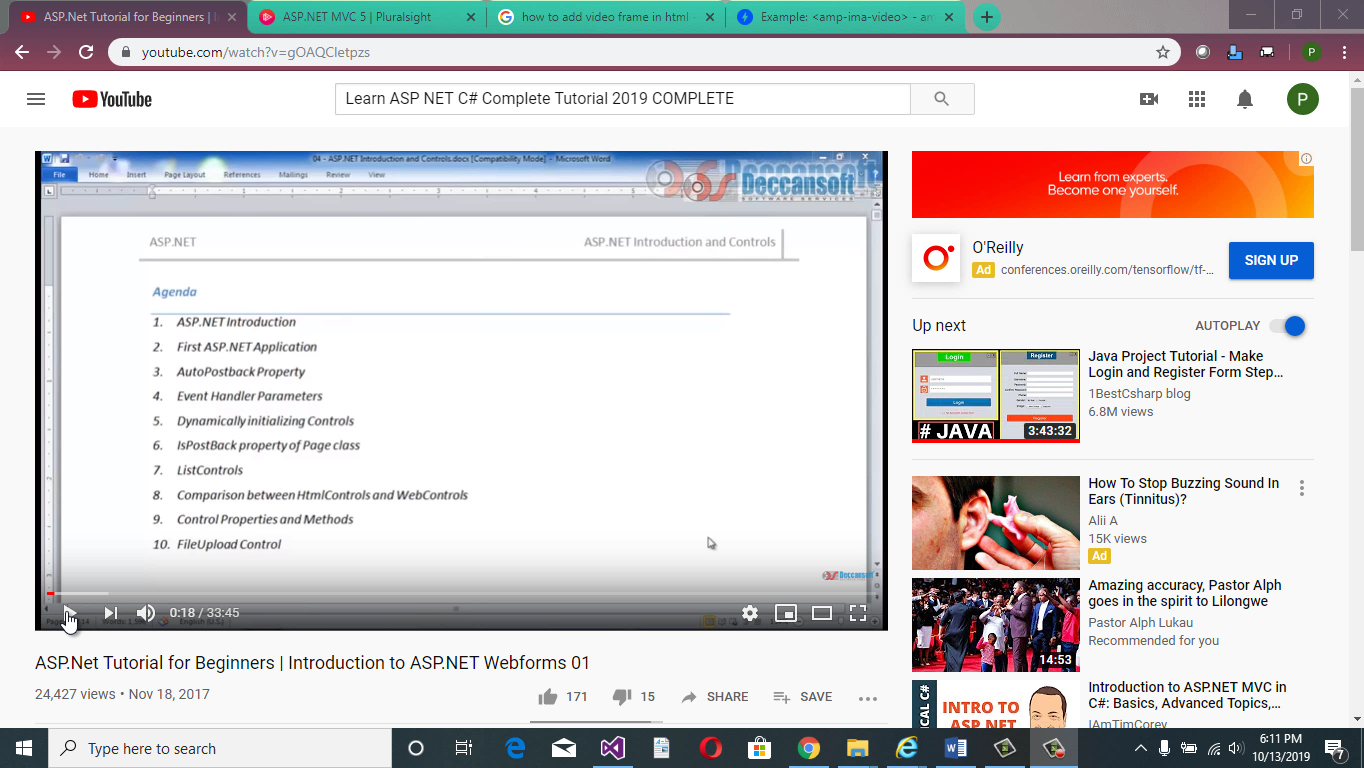 ASP.Net Tutorial for Beginners | I
ASP.NET MVC 5 | Pluralsight
how to add video frame in html -
Example: <amp-ima-video> - am
youtube.com/watch?v=gOAQCIetpzs
P
YouTube
Learn ASP NET C# Complete Tutorial 2019 COMPLETE
P
04 - ASP.NET Introduction and Controls.docx [Compatibility Mode] - Microsoft Word
File Home Insert Page Layout References Mailings Review View
Deccansoft
SOFTWARE SERVICES
ASP.NET
ASP.NET Introduction and Controls
Agenda
1. ASP.NET Introduction
2. First ASP.NET Application
3. AutoPostback Property
4. Event Handler Parameters
5. Dynamically initializing Controls
6. IsPostBack property of Page class
7. ListControls
8. Comparison between HtmlControls and WebControls
9. Control Properties and Methods
10. FileUpload Control
Deccansoft
0:18 / 33:45
ASP.Net Tutorial for Beginners | Introduction to ASP.NET Webforms 01
24,427 views • Nov 18, 2017
171 15 SHARE SAVE
Learn from experts.
Become one yourself.
O'Reilly
Ad conferences.oreilly.com/tensorflow/tf-...
SIGN UP
Up next
AUTOPLAY
Login
Register
Login
# JAVA
3:43:32
Java Project Tutorial - Make
Login and Register Form Step...
1BestCsharp blog
6.8M views
How To Stop Buzzing Sound In
Ears (Tinnitus)?
Alii A
15K views
Ad
14:53
Amazing accuracy, Pastor Alph
goes in the spirit to Lilongwe
Pastor Alph Lukau
Recommended for you
INTRO TO
ASP.NET
Introduction to ASP.NET MVC in
C#: Basics, Advanced Topics,...
IAmTimCorey
Type here to search
6:11 PM
10/13/2019
7